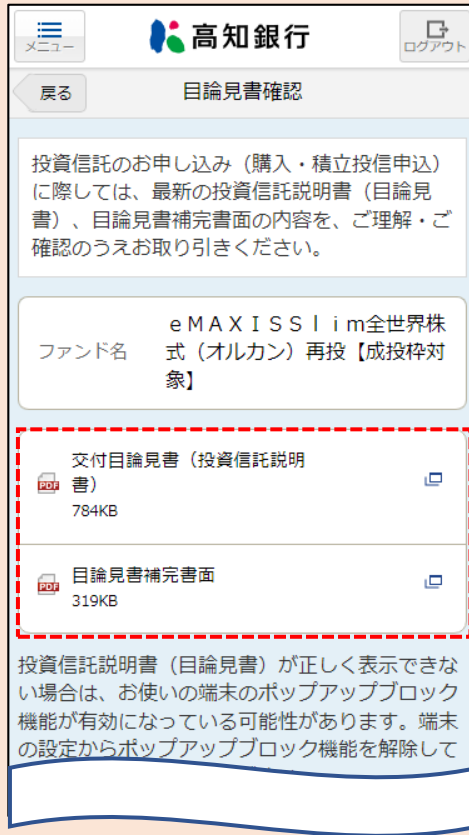 メニュー
高知銀行
ログアウト
戻る
目論見書確認
投資信託のお申し込み（購入・積立投信申込）
に際しては、最新の投資信託説明書（目論見
書）、目論見書補完書面の内容を、ご理解・ご
確認のうえお取り引きください。
ファンド名
ｅＭＡＸＩＳＳｌｉｍ全世界株
式（オルカン）再投【成投枠対
象】
交付目論見書（投資信託説明
書）
PDF
784KB
目論見書補完書面
PDF
319KB
投資信託説明書（目論見書）が正しく表示できな
い場合は、お使いの端末のポップアップブロック
機能が有効になっている可能性があります。端末
の設定からポップアップブロック機能を解除して